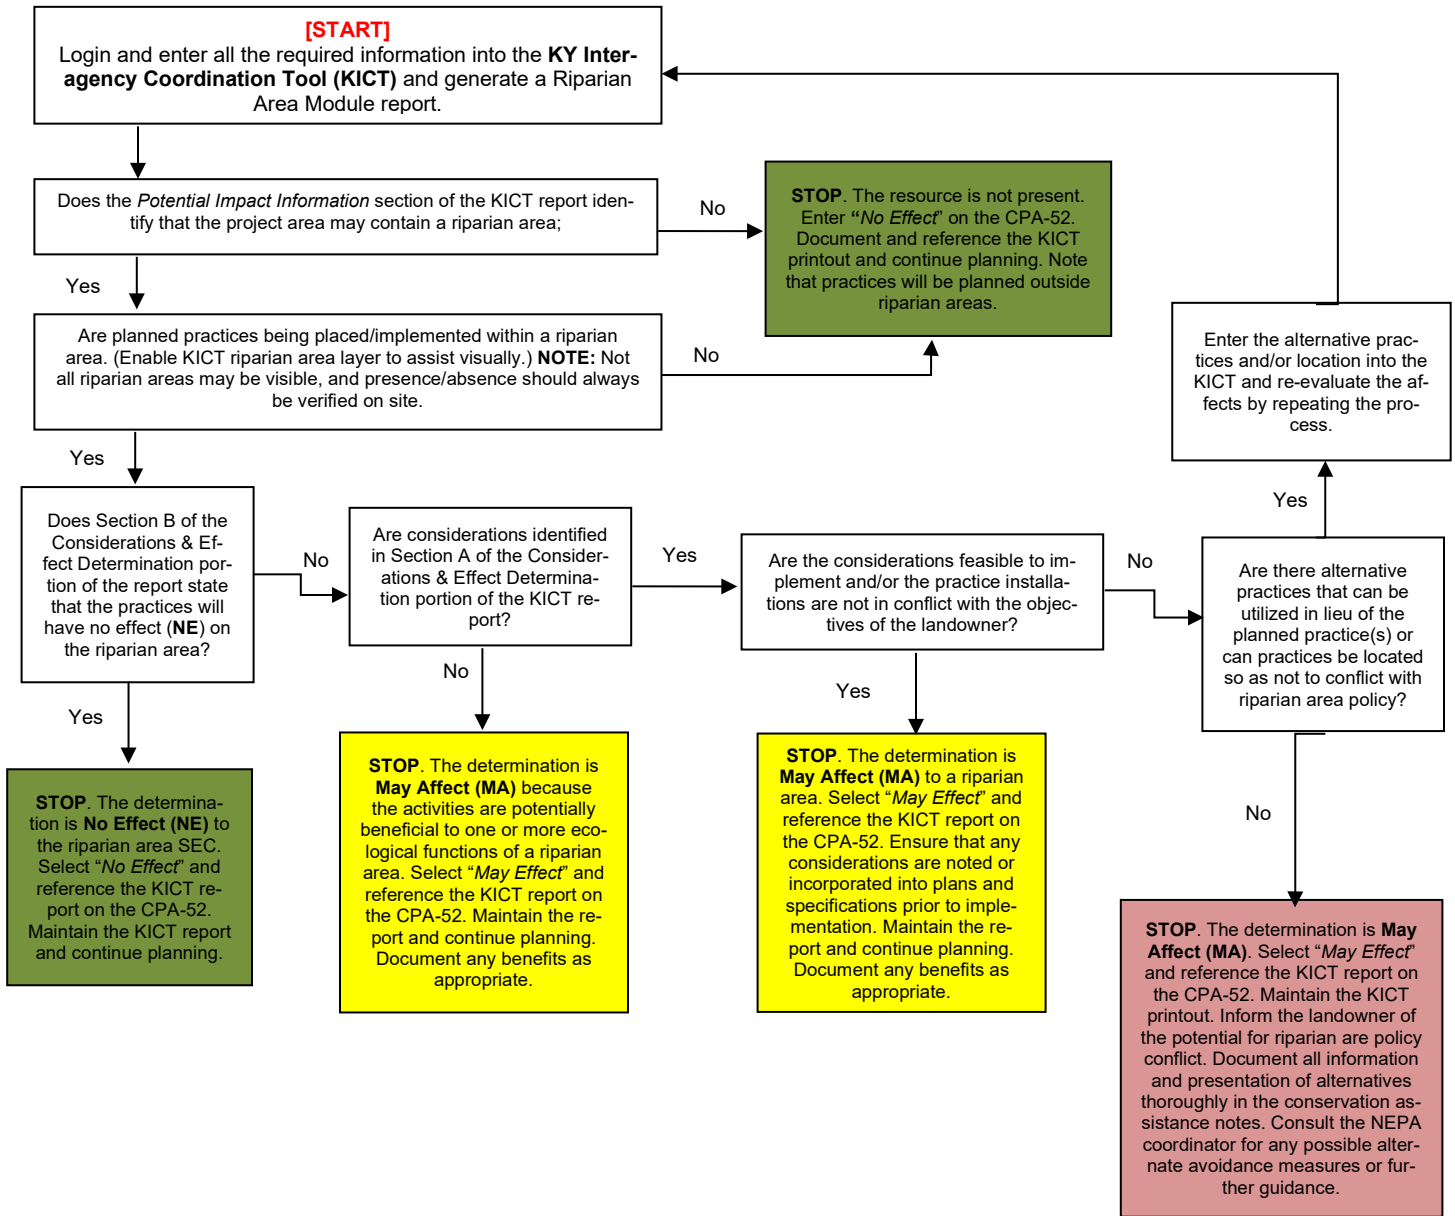 [START]
Login and enter all the required information into the KY Inter-
agency Coordination Tool (KICT) and generate a Riparian
Area Module report.
Does the Potential Impact Information section of the KICT report iden-
tify that the project area may contain a riparian area;
No
STOP. The resource is not present.
Enter “No Effect” on the CPA-52.
Document and reference the KICT
printout and continue planning. Note
that practices will be planned outside
riparian areas.
Yes
Are planned practices being placed/implemented within a riparian
area. (Enable KICT riparian area layer to assist visually.) NOTE: Not
all riparian areas may be visible, and presence/absence should always
be verified on site.
No
Enter the alternative prac-
tices and/or location into the
KICT and re-evaluate the af-
fects by repeating the pro-
cess.
Yes
Yes
Does Section B of the
Considerations & Ef-
fect Determination por-
tion of the report state
that the practices will
have no effect (NE) on
the riparian area?
No
Are considerations identified
in Section A of the Consider-
ations & Effect Determina-
tion portion of the KICT re-
port?
Yes
Are the considerations feasible to im-
plement and/or the practice installa-
tions are not in conflict with the objec-
tives of the landowner?
No
Are there alternative
practices that can be
utilized in lieu of the
planned practice(s) or
can practices be located
so as not to conflict with
riparian area policy?
Yes
No
Yes
No
STOP. The determina-
tion is No Effect (NE) to
the riparian area SEC.
Select “No Effect” and
reference the KICT re-
port on the CPA-52.
Maintain the KICT report
and continue planning.
STOP. The determination is
May Affect (MA) because
the activities are potentially
beneficial to one or more eco-
logical functions of a riparian
area. Select “May Effect” and
reference the KICT report on
the CPA-52. Maintain the re-
port and continue planning.
Document any benefits as
appropriate.
STOP. The determination is
May Affect (MA) to a riparian
area. Select “May Effect” and
reference the KICT report on
the CPA-52. Ensure that any
considerations are noted or
incorporated into plans and
specifications prior to imple-
mentation. Maintain the re-
port and continue planning.
Document any benefits as
appropriate.
STOP. The determination is May
Affect (MA). Select “May Effect”
and reference the KICT report on
the CPA-52. Maintain the KICT
printout. Inform the landowner of
the potential for riparian are policy
conflict. Document all information
and presentation of alternatives
thoroughly in the conservation as-
sistance notes. Consult the NEPA
coordinator for any possible alter-
nate avoidance measures or fur-
ther guidance.